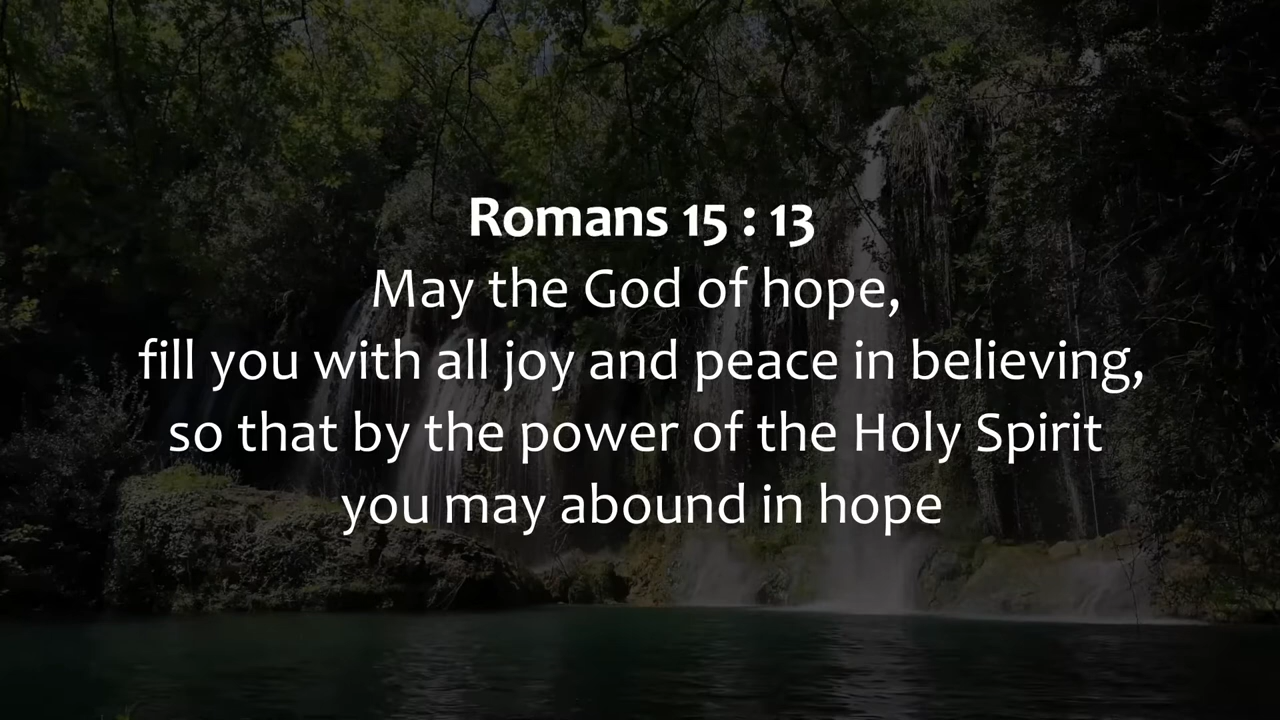 Romans 15 : 13
May the God of hope,
fill you with all joy and peace in believing,
so that by the power of the Holy Spirit
you may abound in hope